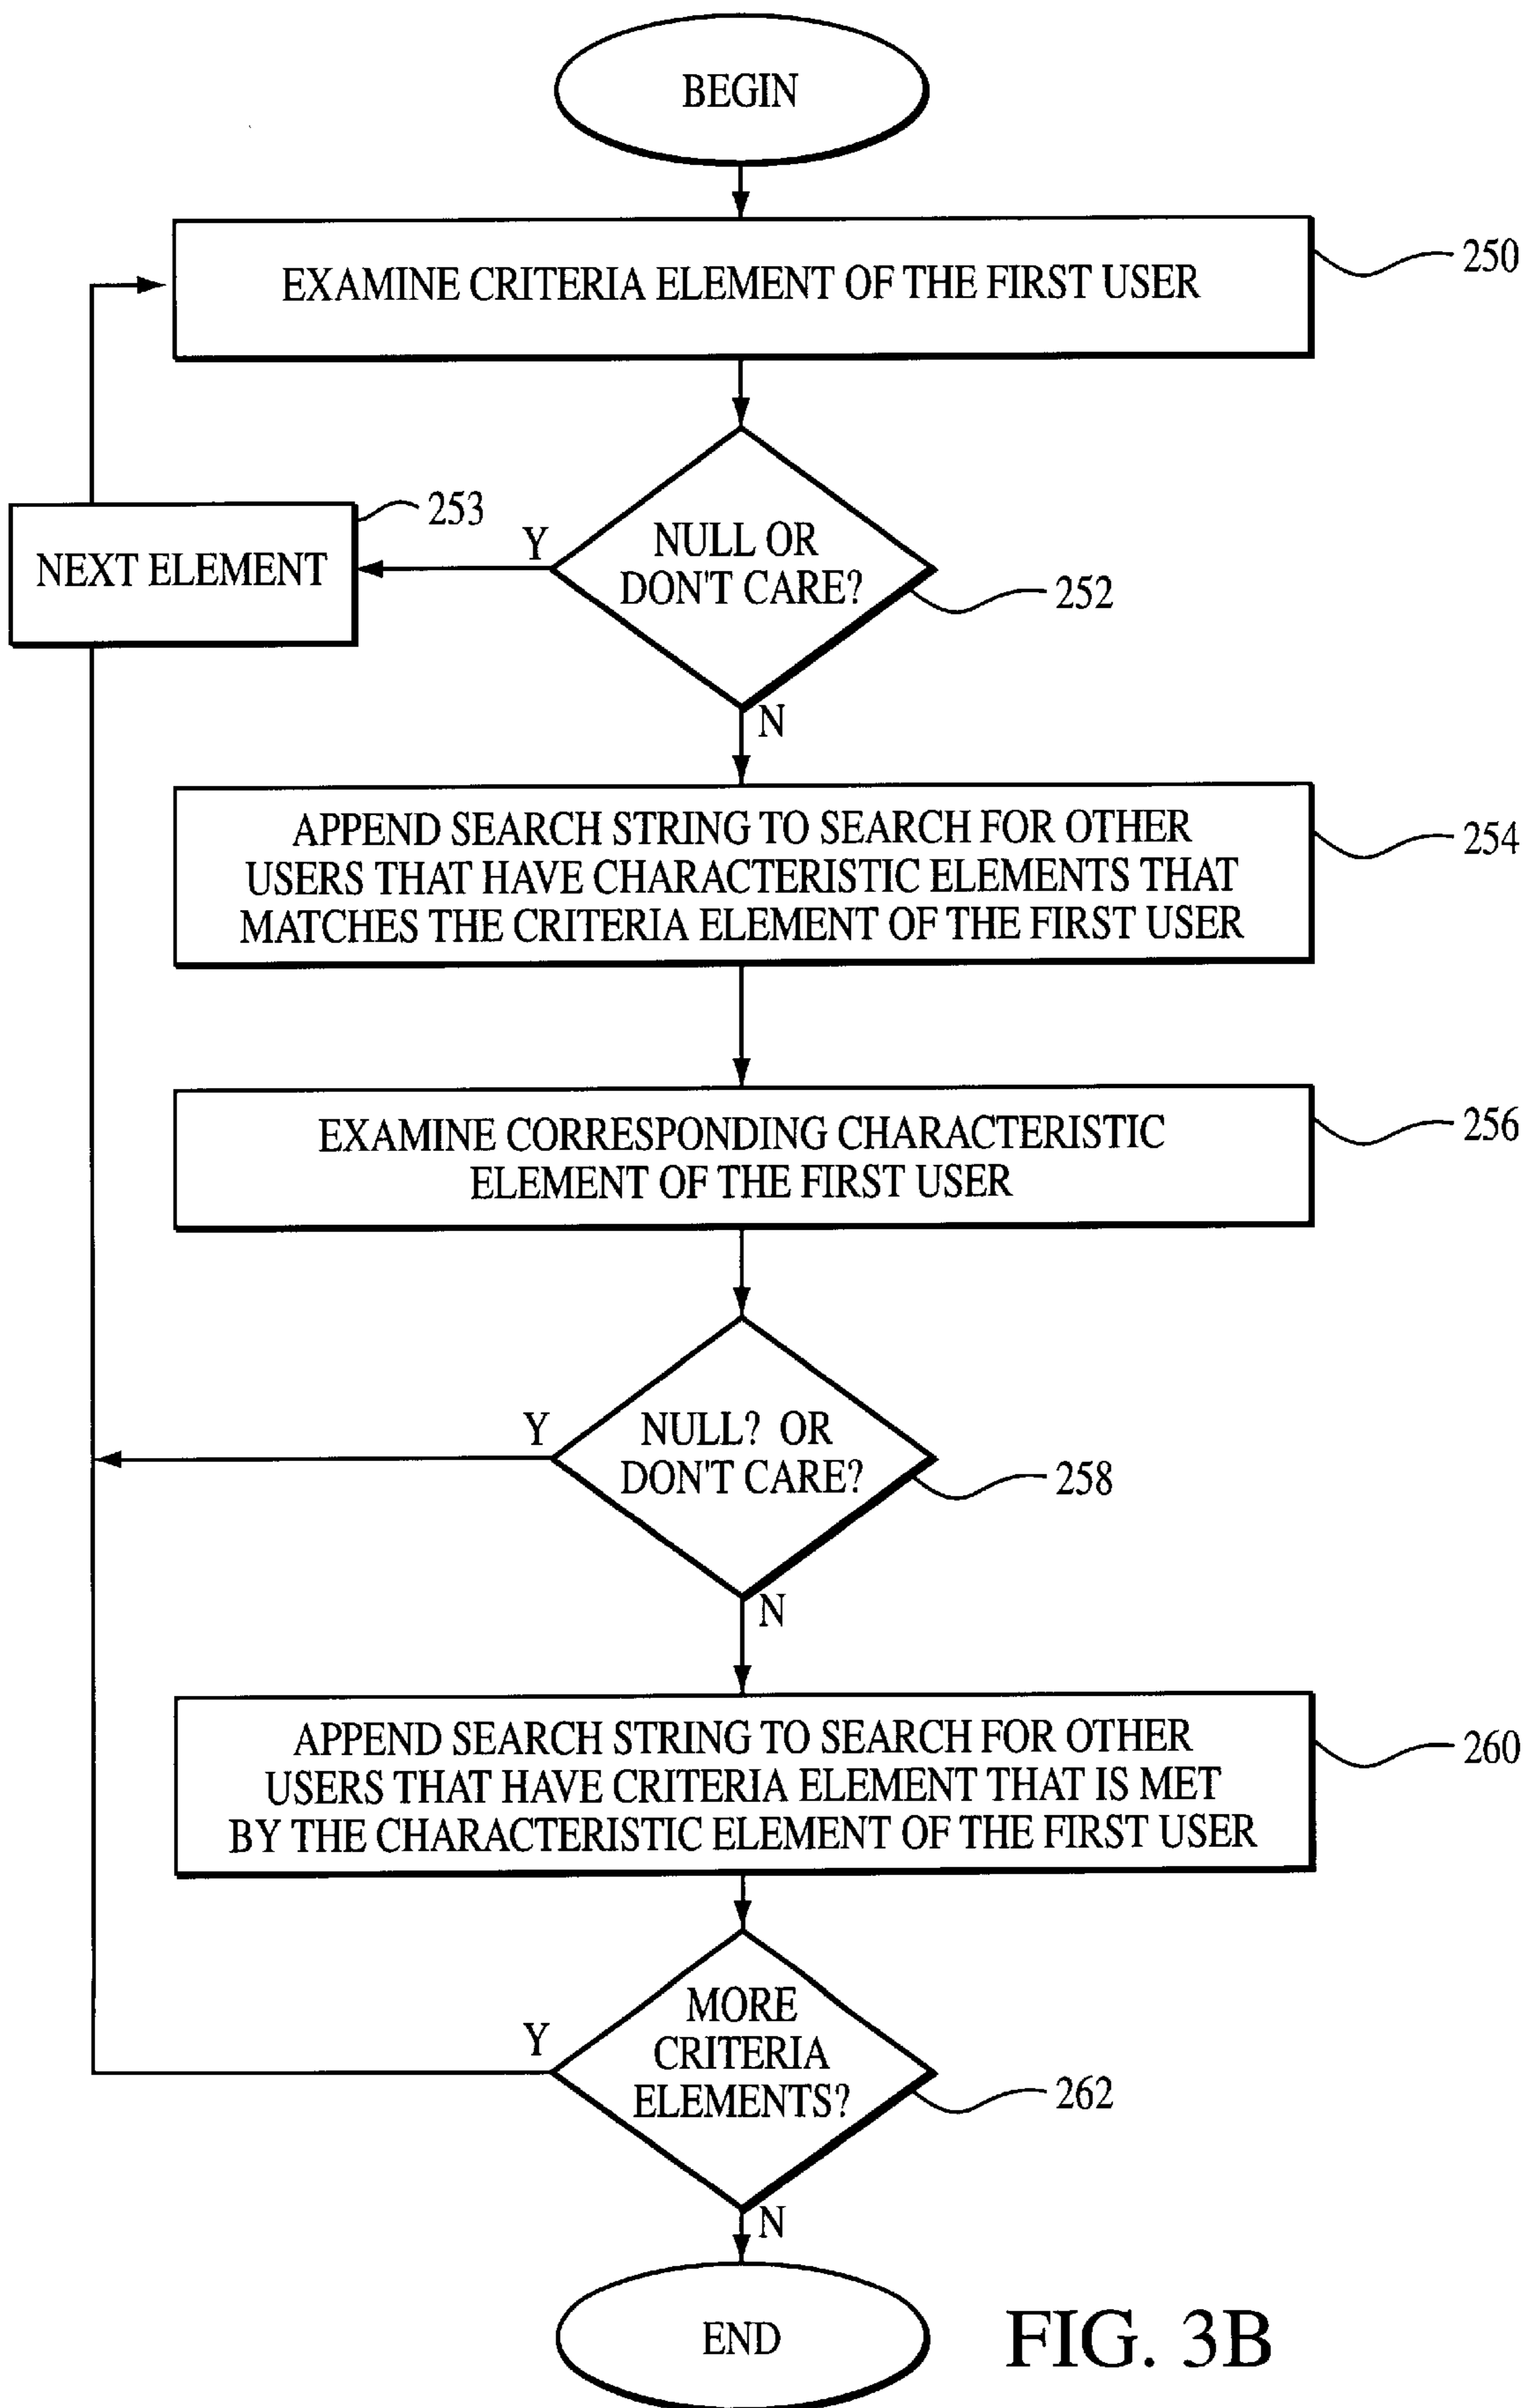 BEGIN
EXAMINE CRITERIA ELEMENT OF THE FIRST USER
250
253
NEXT ELEMENT
Y
NULL OR
DON'T CARE?
252
N
APPEND SEARCH STRING TO SEARCH FOR OTHER
USERS THAT HAVE CHARACTERISTIC ELEMENTS THAT
MATCHES THE CRITERIA ELEMENT OF THE FIRST USER
254
EXAMINE CORRESPONDING CHARACTERISTIC
ELEMENT OF THE FIRST USER
256
Y
NULL? OR
DON'T CARE?
258
N
APPEND SEARCH STRING TO SEARCH FOR OTHER
USERS THAT HAVE CRITERIA ELEMENT THAT IS MET
BY THE CHARACTERISTIC ELEMENT OF THE FIRST USER
260
Y
MORE
CRITERIA
ELEMENTS?
262
N
END
FIG. 3B